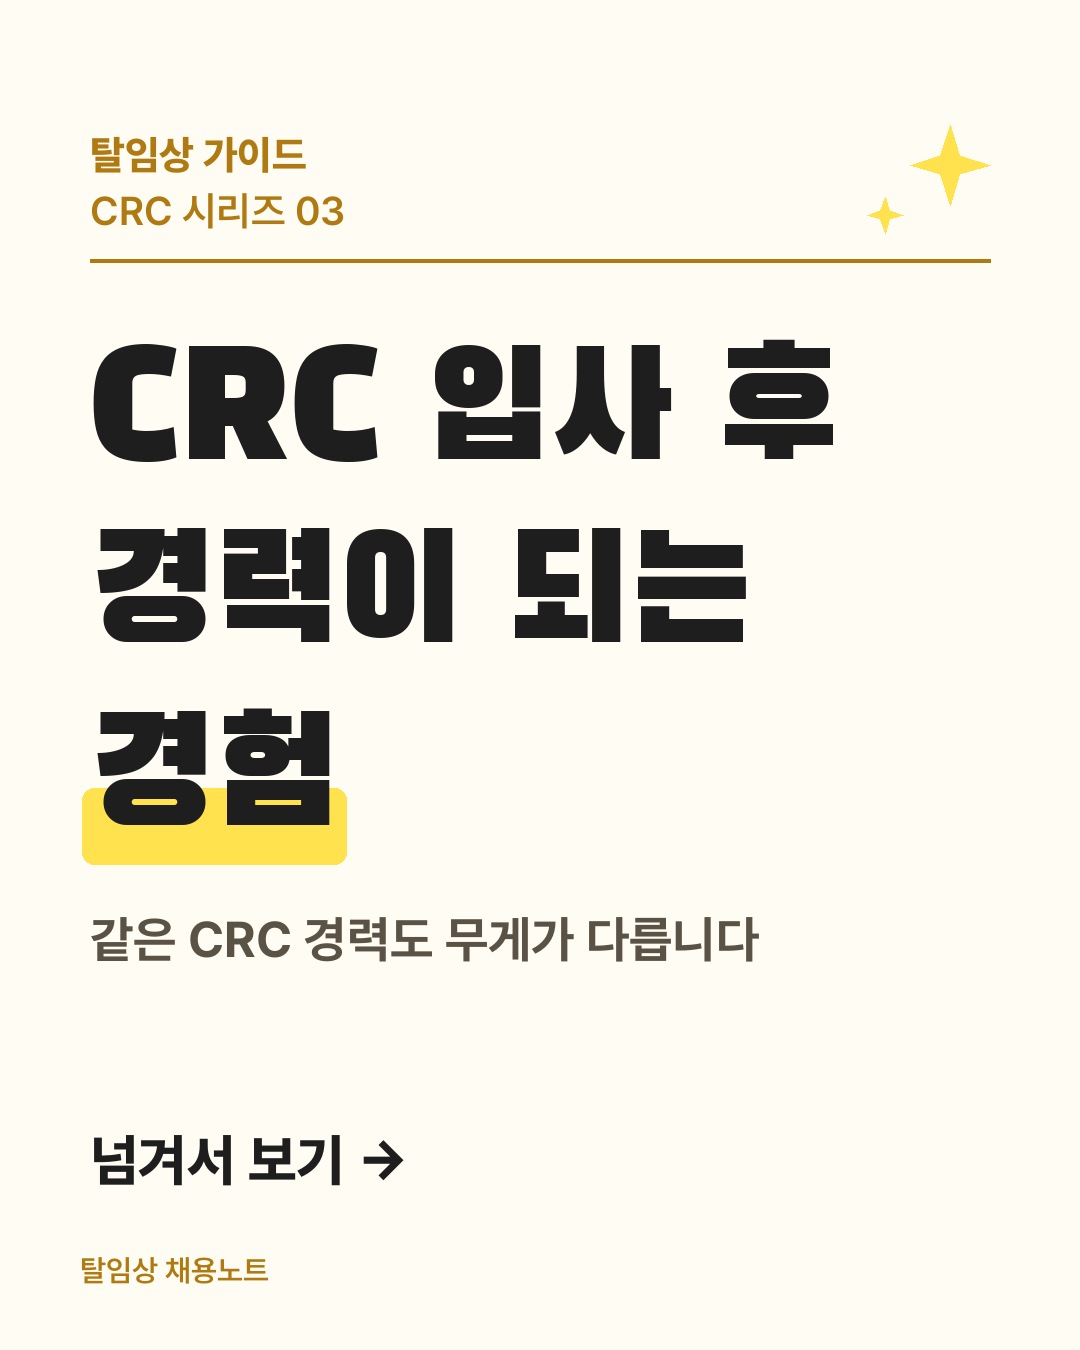 탈임상 가이드
CRC 시리즈 03
CRC 입사 후
경력이 되는
경험
같은 CRC 경력도 무게가 다릅니다
넘겨서 보기 →
탈임상 채용노트